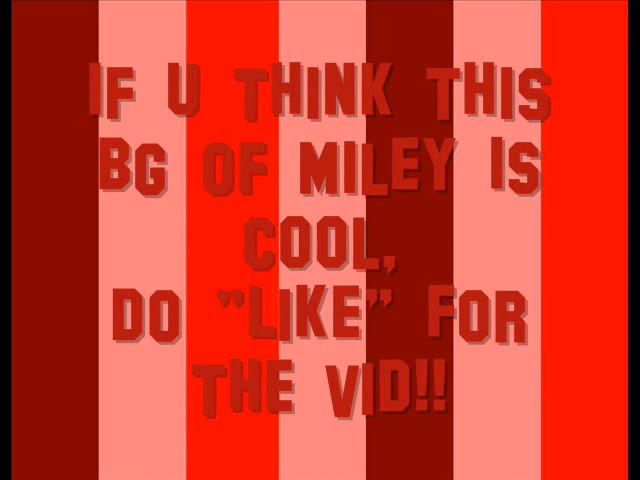 IF U THINK THIS
BG OF MILEY IS
COOL,
DO "LIKE" FOR
THE VID!!